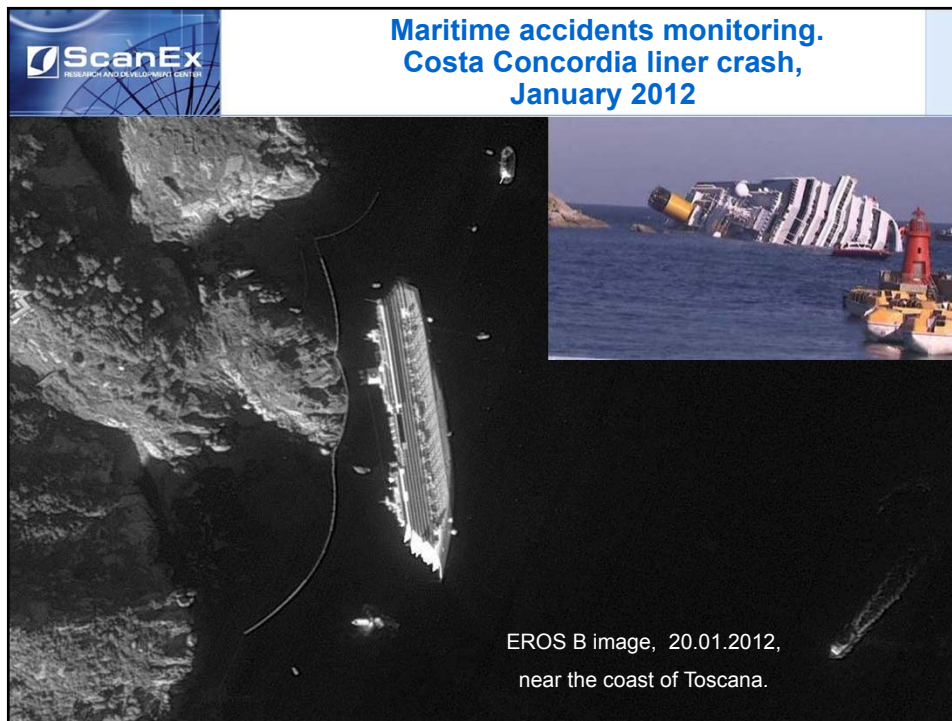 ScanEx
RESEARCH AND DEVELOPMENT CENTER
Maritime accidents monitoring.
Costa Concordia liner crash,
January 2012
EROS B image, 20.01.2012,
near the coast of Toscana.